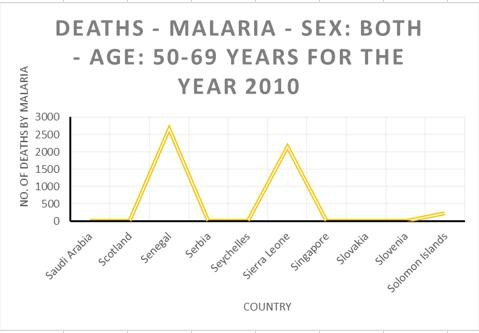 DEATHS - MALARIA - SEX: BOTH
- AGE: 50-69 YEARS FOR THE
YEAR 2010
NO. OF DEATHS BY MALARIA
3000
2500
2000
1500
1000
500
0
Saudi Arabia
Scotland
Senegal
Serbia
Seychelles
Sierra Leone
Singapore
Slovakia
Slovenia
Solomon Islands
COUNTRY